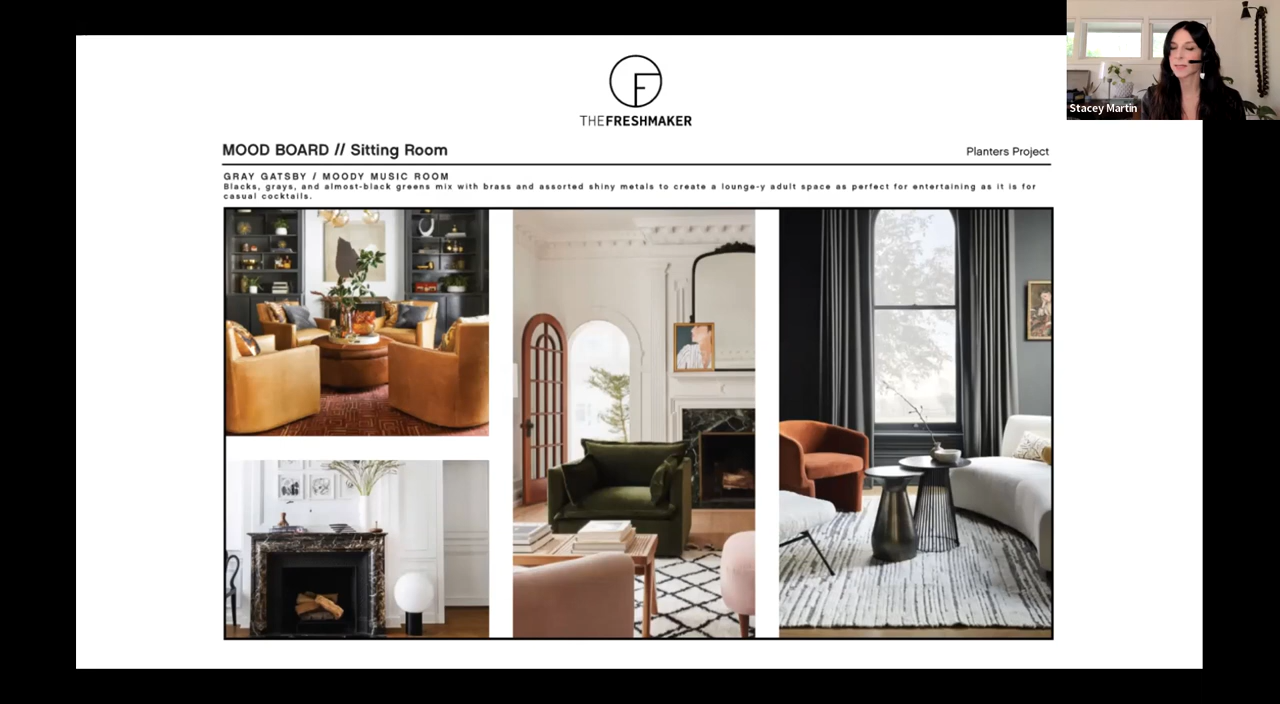 Stacey Martin
THEFRESHMAKER
MOOD BOARD // Sitting Room
Planters Project
GRAY GATSBY / MOODY MUSIC ROOM
Blacks, grays, and almost-black greens mix with brass and assorted shiny metals to create a lounge-y adult space as perfect for entertaining as it is for
casual cocktails.